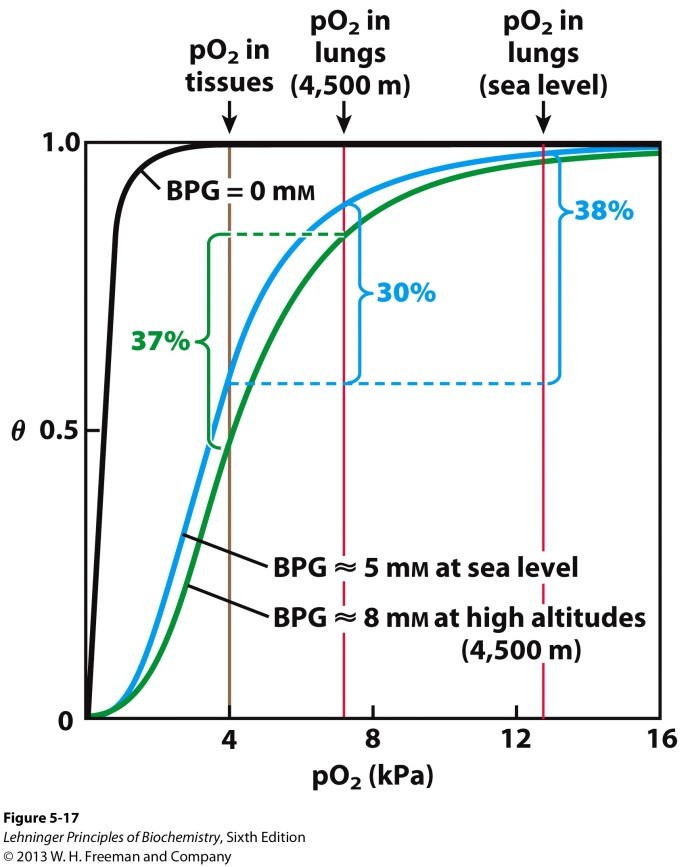 pO₂ in
tissues
pO₂ in
lungs
(4,500 m)
pO₂ in
lungs
(sea level)
1.0
BPG = 0 mM
38%
30%
37%
θ 0.5
BPG ≈ 5 mM at sea level
BPG ≈ 8 mM at high altitudes
(4,500 m)
0
4 8 12 16
pO₂ (kPa)
Figure 5-17
Lehninger Principles of Biochemistry, Sixth Edition
© 2013 W. H. Freeman and Company